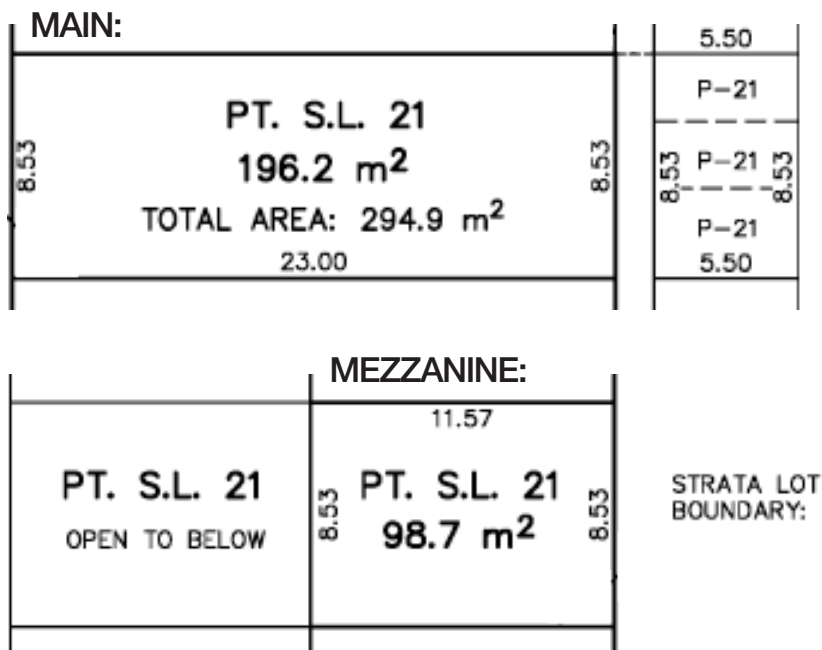 MAIN:
5.50
P-21
PT. S.L. 21
8.53
196.2 m²
8.53
8.53
P-21
8.53
TOTAL AREA: 294.9 m²
P-21
23.00
5.50
MEZZANINE:
11.57
PT. S.L. 21
8.53
PT. S.L. 21
8.53
STRATA LOT
BOUNDARY:
OPEN TO BELOW
98.7 m²